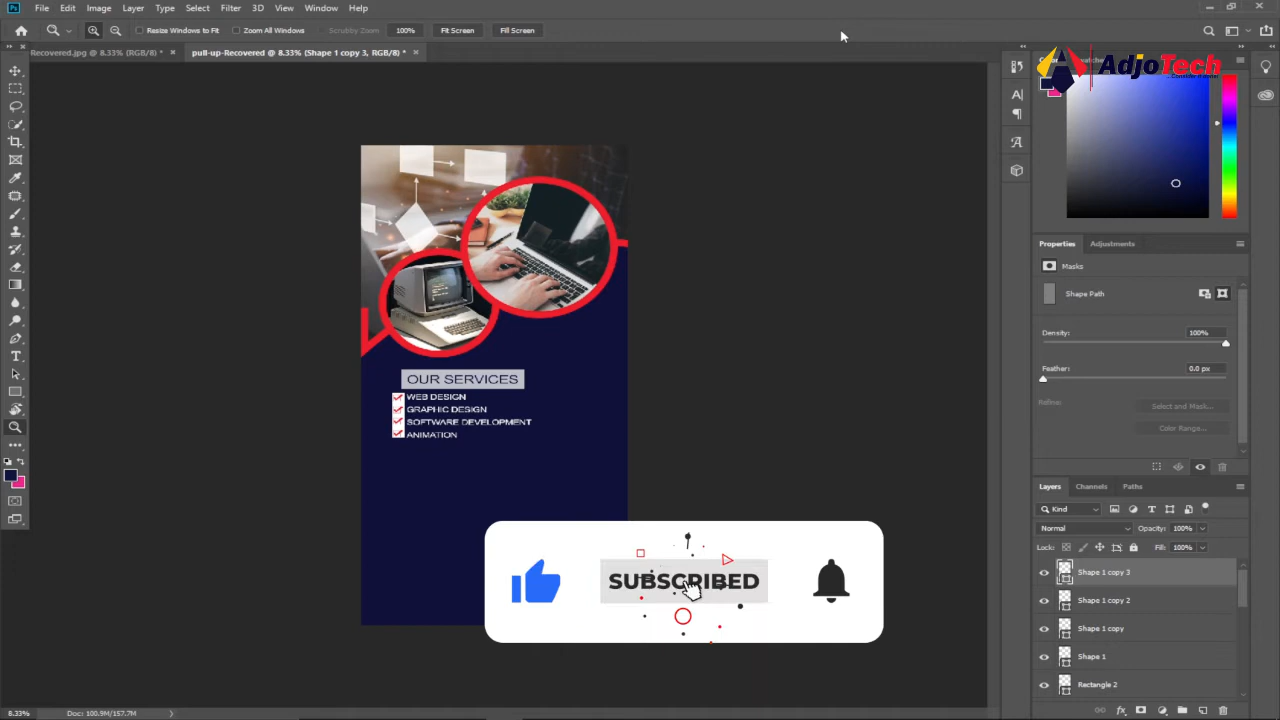 Ps File Edit Image Layer Type Select Filter 3D View Window Help
Resize Windows to Fit Zoom All Windows Scrubby Zoom 100% Fit Screen Fill Screen
Recovered.jpg @ 8.33% (RGB/8) * × pull-up-Recovered @ 8.33% (Shape 1 copy 3, RGB/8) * ×
AdjoTech
Properties Adjustments
Masks
Shape Path
Density: 100%
Feather: 0.0 px
Refine: Select and Mask...
Color Range...
OUR SERVICES
WEB DESIGN
GRAPHIC DESIGN
SOFTWARE DEVELOPMENT
ANIMATION
SUBSCRIBED
Layers Channels Paths
Kind
Normal Opacity: 100%
Lock: Fill: 100%
Shape 1 copy 3
Shape 1 copy 2
Shape 1 copy
Shape 1
Rectangle 2
8.33% Doc: 100.9M/157.7M